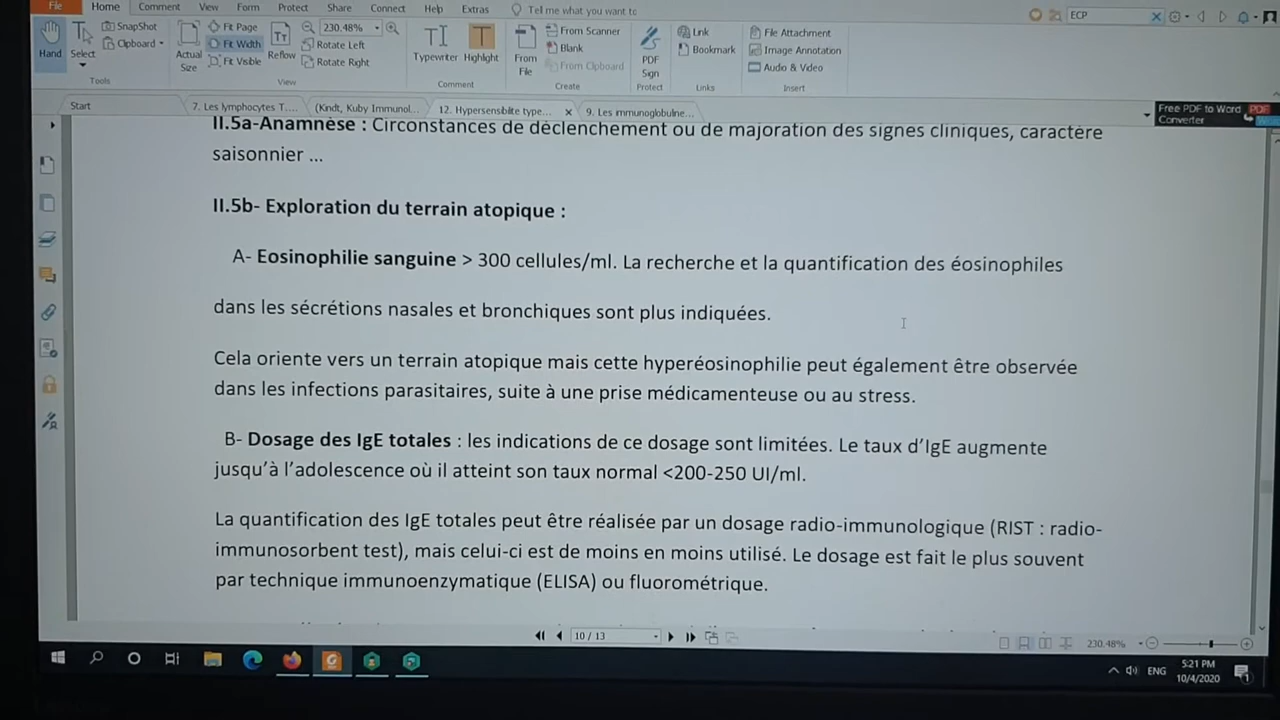 File Home Comment View Form Protect Share Connect Help Extras Tell me what you want to ECP
Hand Select SnapShot Clipboard Actual Size Fit Page Fit Width Fit Visible Reflow 230.48% Rotate Left Rotate Right Typewriter Highlight From File From Scanner Blank From Clipboard PDF Sign Link Bookmark File Attachment Image Annotation Audio & Video
Tools View Comment Create Protect Links Insert
Start 7. Les lymphocytes T.... (Kindt, Kuby Immunol... 12. Hypersensibiite type... 9. Les immunoglobulne...
Free PDF to Word
Converter
II.5a-Anamnèse : Circonstances de déclenchement ou de majoration des signes cliniques, caractère
saisonnier ...
II.5b- Exploration du terrain atopique :
A- Eosinophilie sanguine > 300 cellules/ml. La recherche et la quantification des éosinophiles
dans les sécrétions nasales et bronchiques sont plus indiquées.
Cela oriente vers un terrain atopique mais cette hyperéosinophilie peut également être observée
dans les infections parasitaires, suite à une prise médicamenteuse ou au stress.
B- Dosage des IgE totales : les indications de ce dosage sont limitées. Le taux d'IgE augmente
jusqu'à l'adolescence où il atteint son taux normal <200-250 UI/ml.
La quantification des IgE totales peut être réalisée par un dosage radio-immunologique (RIST : radio-
immunosorbent test), mais celui-ci est de moins en moins utilisé. Le dosage est fait le plus souvent
par technique immunoenzymatique (ELISA) ou fluorométrique.
10 / 13 230.48%
ENG 5:21 PM
10/4/2020